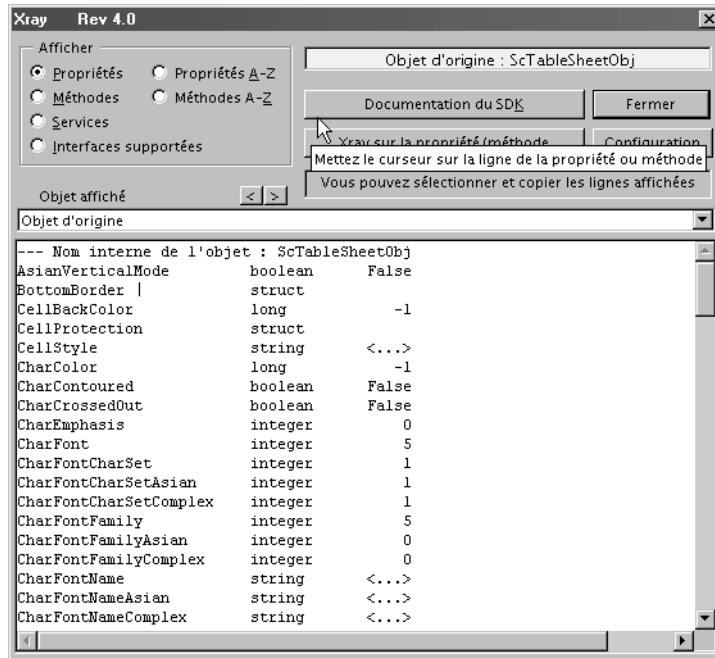 Xray Rev 4.0
Afficher
Propriétés Propriétés A-Z
Méthodes Méthodes A-Z
Services
Interfaces supportées
Objet d'origine : ScTableSheetObj
Documentation du SDK Fermer
Xray sur la propriété/méthode Configuration
Mettez le curseur sur la ligne de la propriété ou méthode
Vous pouvez sélectionner et copier les lignes affichées
Objet affiché < >
Objet d'origine
--- Nom interne de l'objet : ScTableSheetObj
AsianVerticalMode boolean False
BottomBorder struct
CellBackColor long -1
CellProtection struct
CellStyle string <...>
CharColor long -1
CharContoured boolean False
CharCrossedOut boolean False
CharEmphasis integer 0
CharFont integer 5
CharFontCharSet integer 1
CharFontCharSetAsian integer 1
CharFontCharSetComplex integer 1
CharFontFamily integer 5
CharFontFamilyAsian integer 0
CharFontFamilyComplex integer 0
CharFontName string <...>
CharFontNameAsian string <...>
CharFontNameComplex string <...>